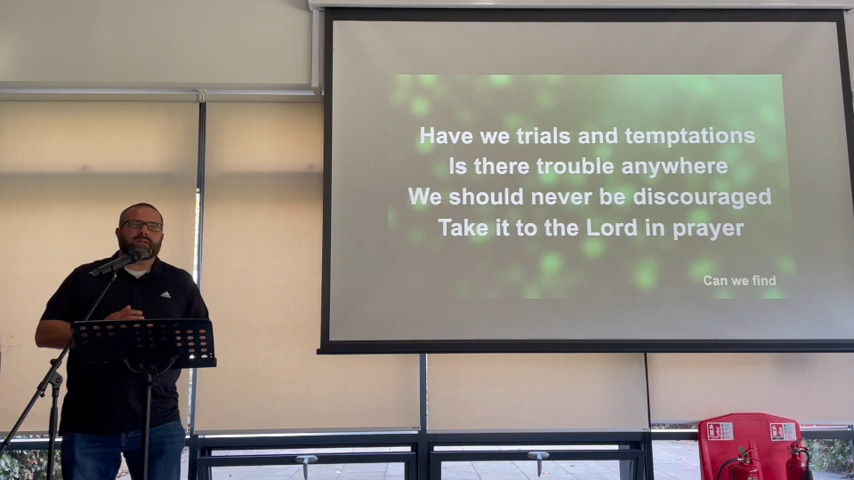 Have we trials and temptations
Is there trouble anywhere
We should never be discouraged
Take it to the Lord in prayer
Can we find